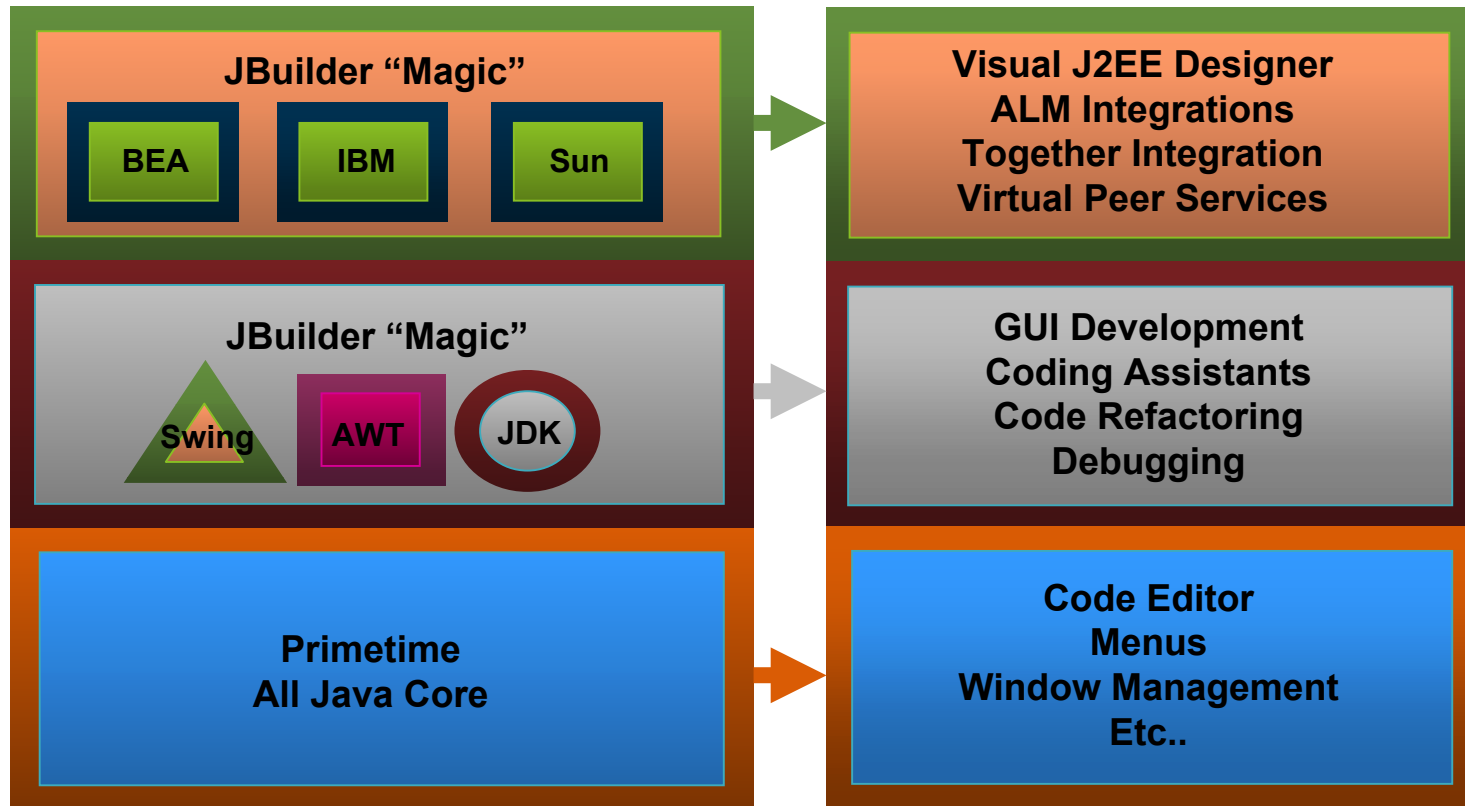 JBuilder “Magic”
BEA
IBM
Sun
Visual J2EE Designer
ALM Integrations
Together Integration
Virtual Peer Services
JBuilder “Magic”
Swing
AWT
JDK
GUI Development
Coding Assistants
Code Refactoring
Debugging
Primetime
All Java Core
Code Editor
Menus
Window Management
Etc..